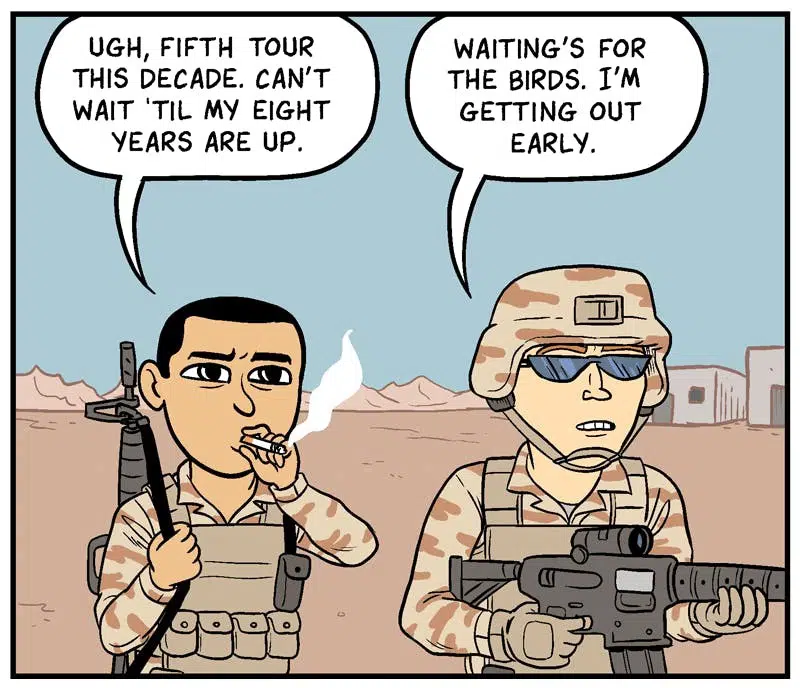 UGH, FIFTH TOUR
THIS DECADE. CAN'T
WAIT 'TIL MY EIGHT
YEARS ARE UP.
WAITING'S FOR
THE BIRDS. I'M
GETTING OUT
EARLY.